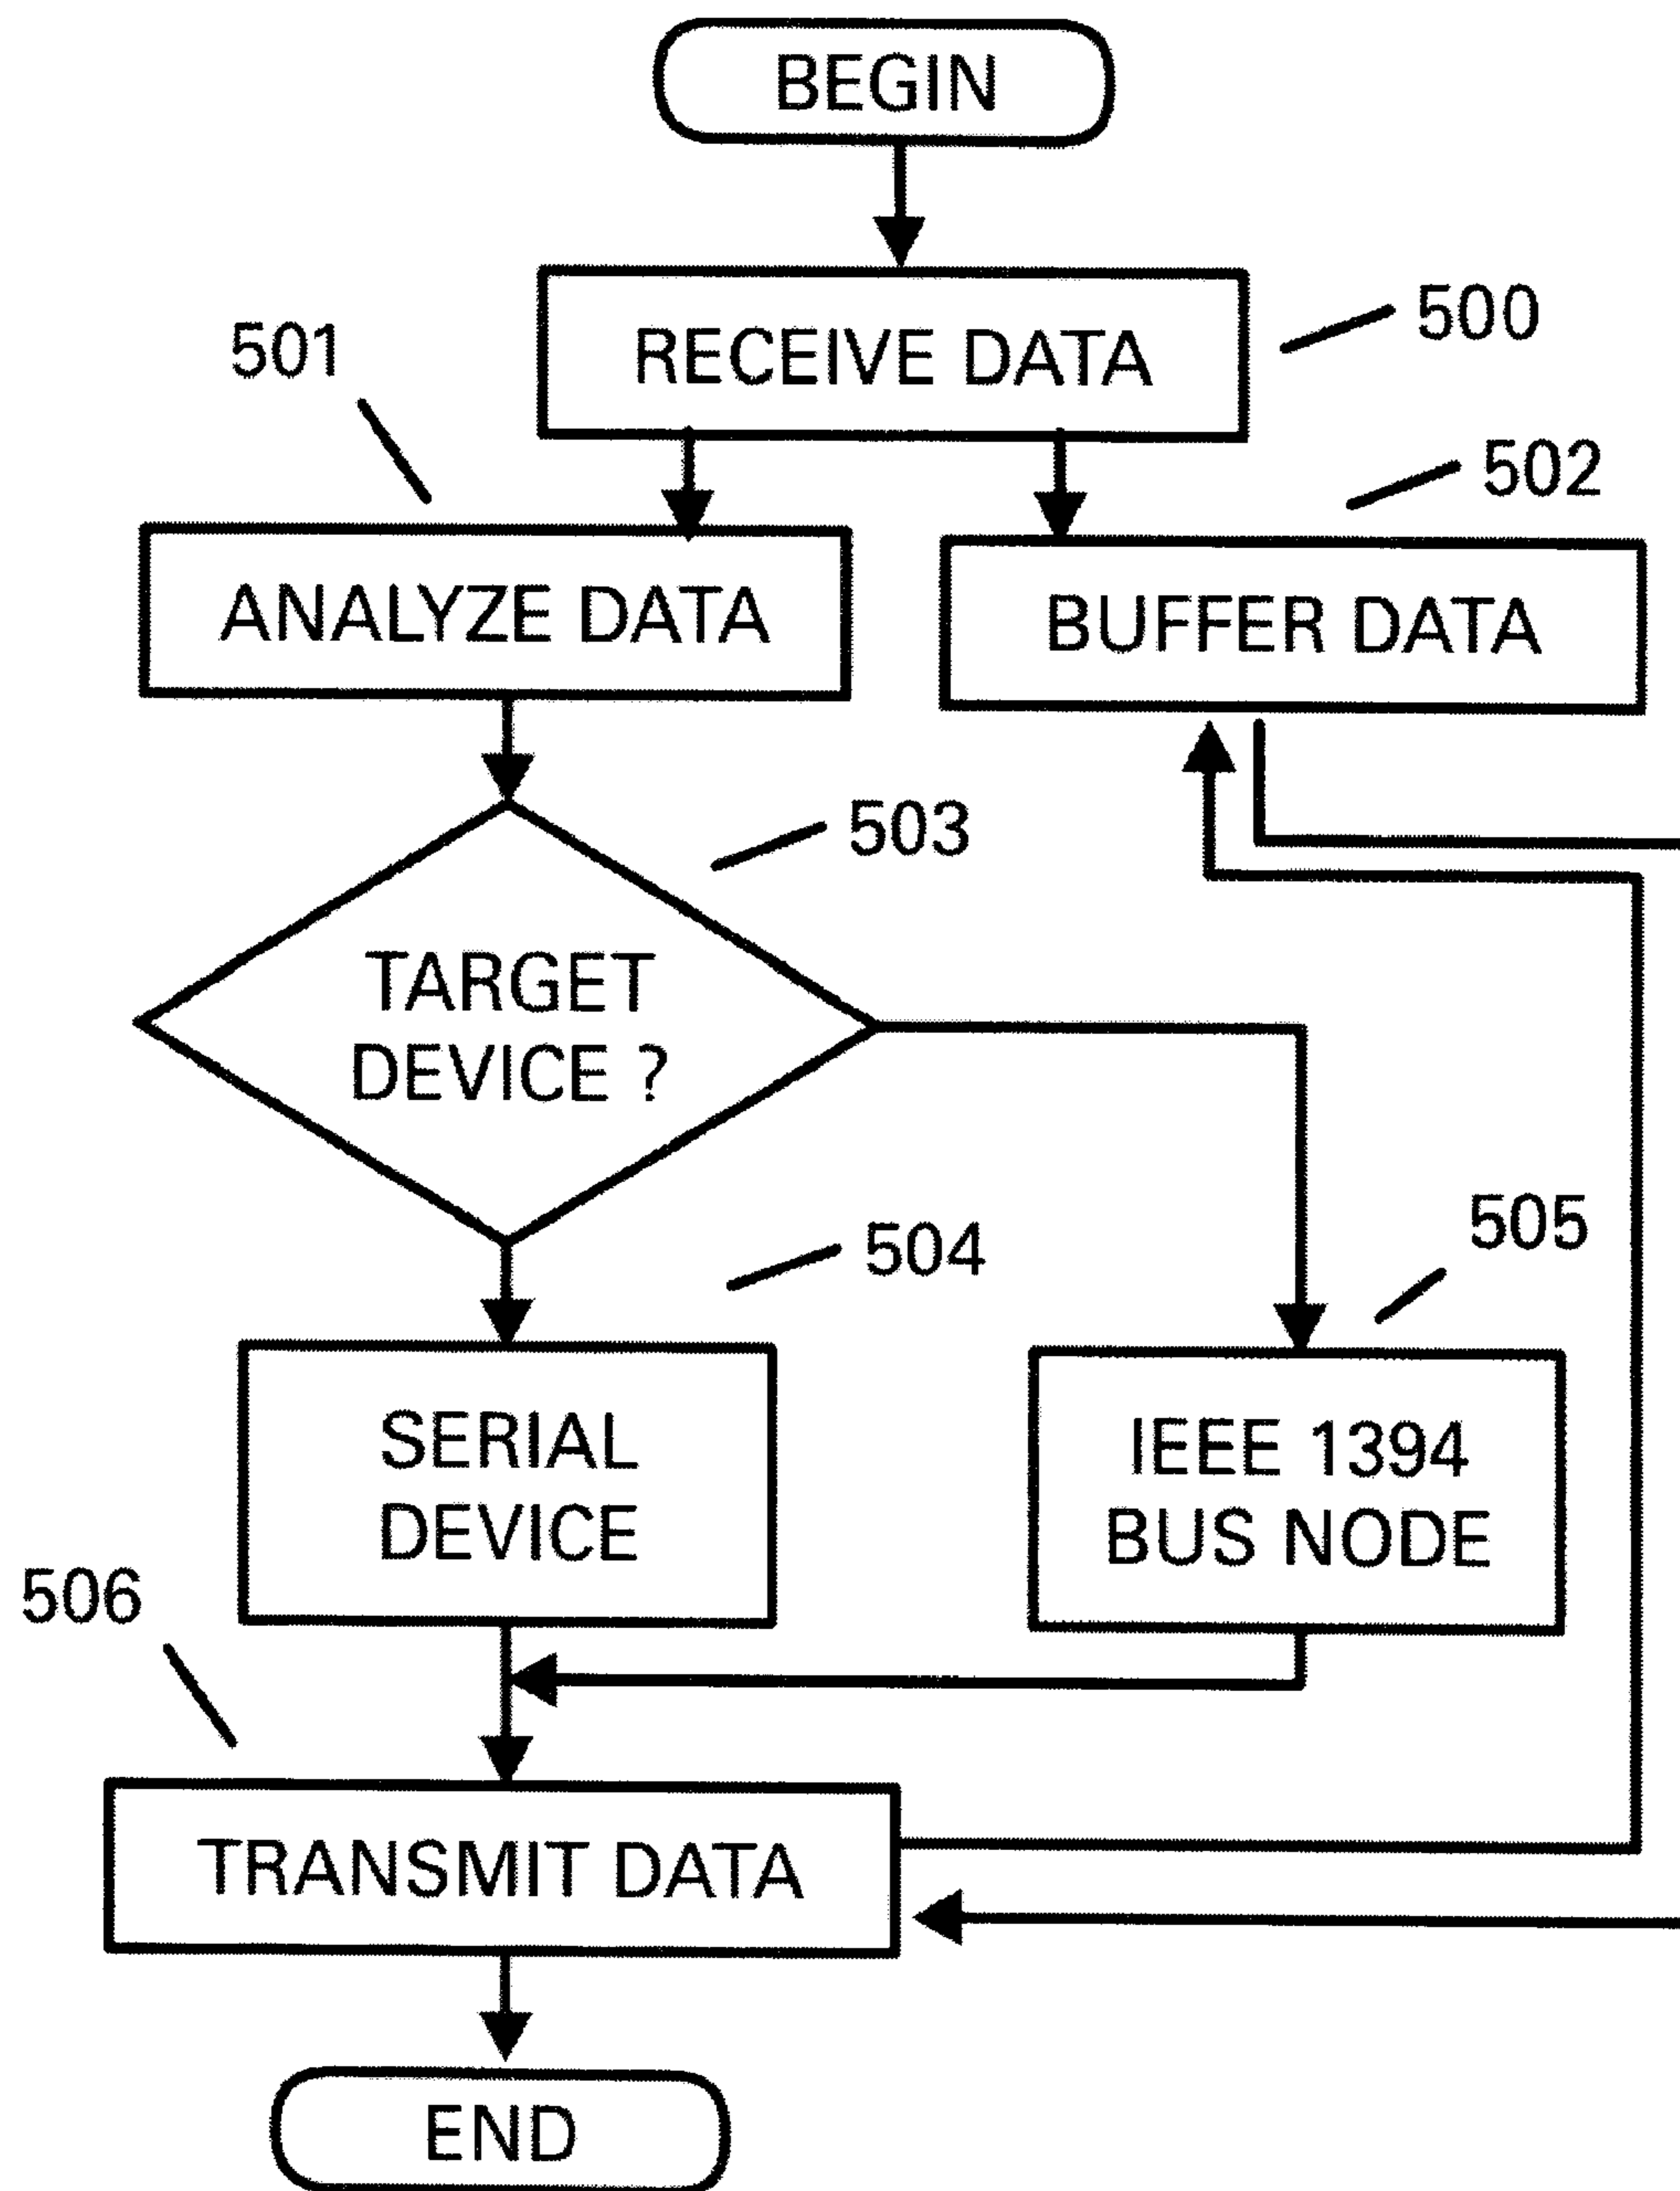 BEGIN
RECEIVE DATA
500
501
502
ANALYZE DATA
BUFFER DATA
503
TARGET
DEVICE ?
504
505
SERIAL
DEVICE
IEEE 1394
BUS NODE
506
TRANSMIT DATA
END